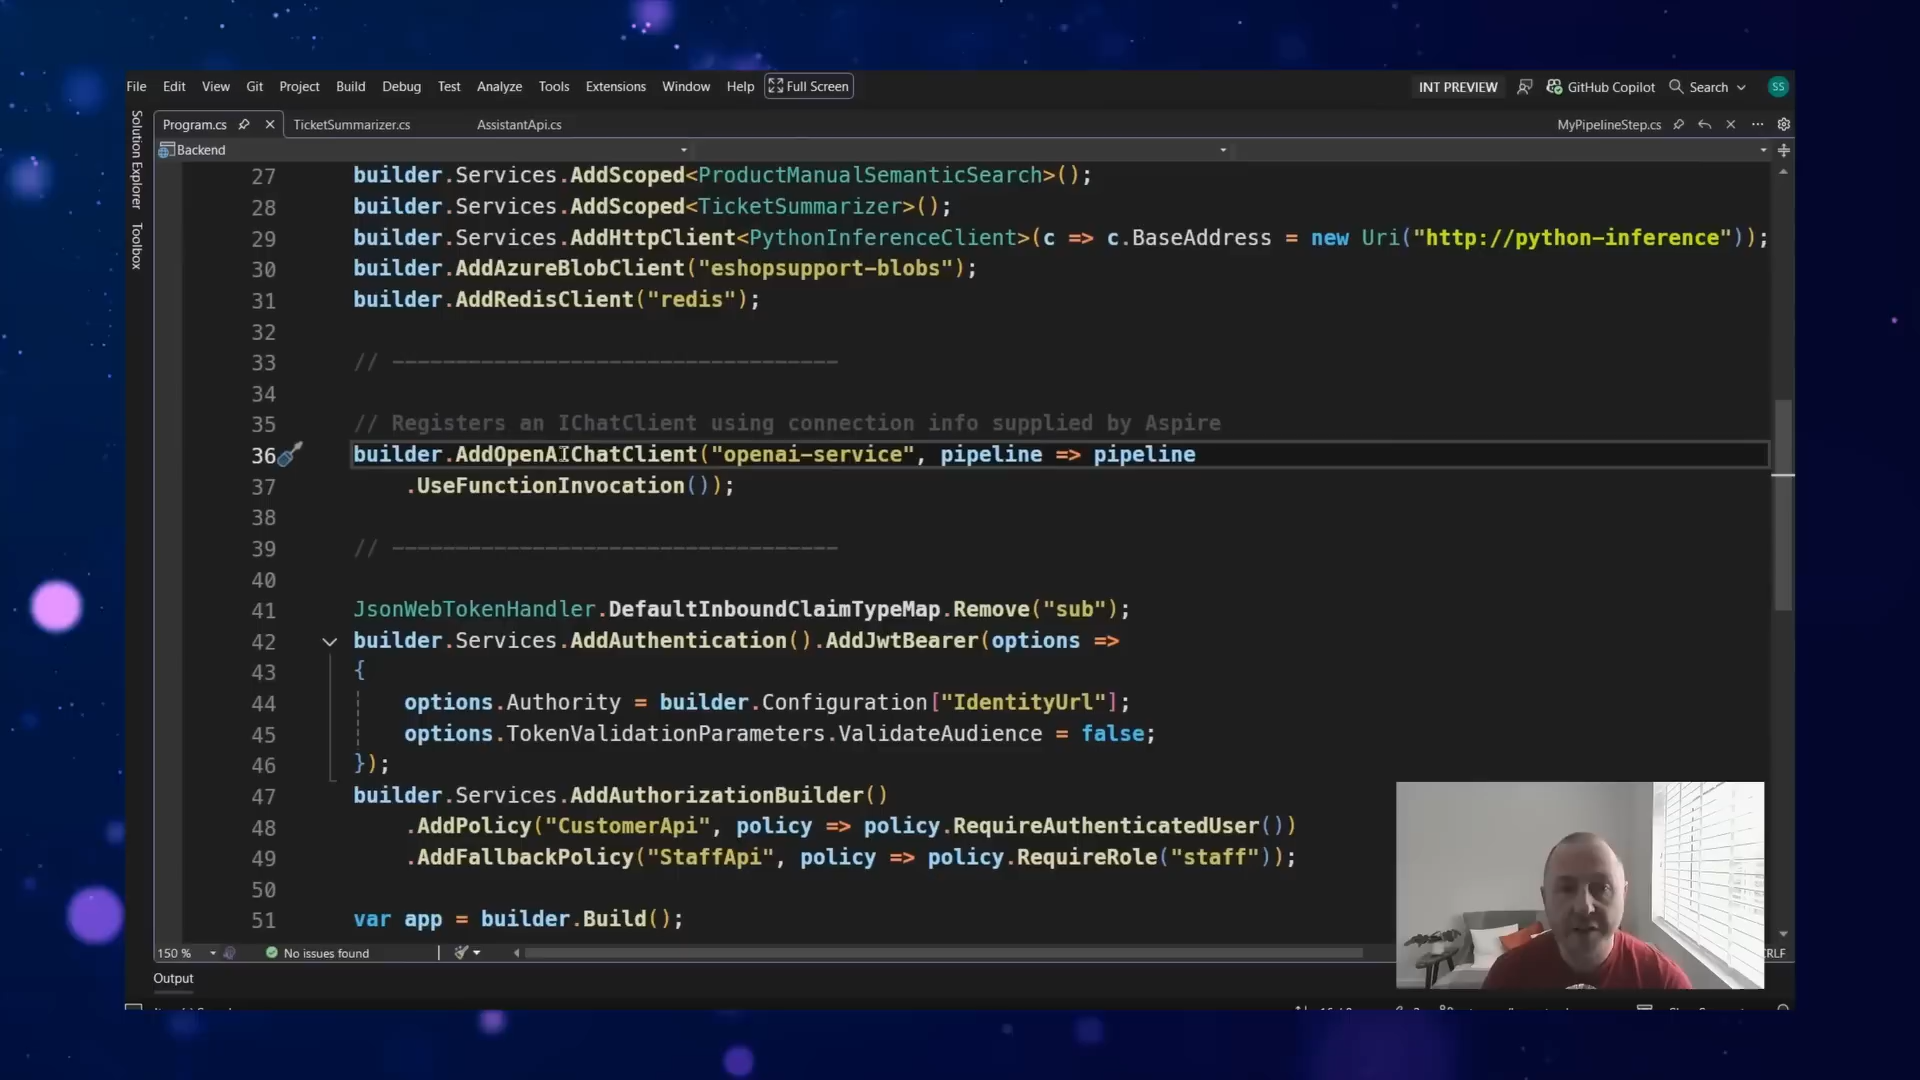 File Edit View Git Project Build Debug Test Analyze Tools Extensions Window Help Full Screen INT PREVIEW GitHub Copilot Search SS
Program.cs TicketSummarizer.cs AssistantApi.cs MyPipelineStep.cs
Solution Explorer
Toolbox
Backend
27 builder.Services.AddScoped<ProductManualSemanticSearch>();
28 builder.Services.AddScoped<TicketSummarizer>();
29 builder.Services.AddHttpClient<PythonInferenceClient>(c => c.BaseAddress = new Uri("http://python-inference"));
30 builder.AddAzureBlobClient("eshopsupport-blobs");
31 builder.AddRedisClient("redis");
32
33 // -----------------------------------
34
35 // Registers an IChatClient using connection info supplied by Aspire
36 builder.AddOpenAIChatClient("openai-service", pipeline => pipeline
37 .UseFunctionInvocation());
38
39 // -----------------------------------
40
41 JsonWebTokenHandler.DefaultInboundClaimTypeMap.Remove("sub");
42 builder.Services.AddAuthentication().AddJwtBearer(options =>
43 {
44 options.Authority = builder.Configuration["IdentityUrl"];
45 options.TokenValidationParameters.ValidateAudience = false;
46 });
47 builder.Services.AddAuthorizationBuilder()
48 .AddPolicy("CustomerApi", policy => policy.RequireAuthenticatedUser())
49 .AddFallbackPolicy("StaffApi", policy => policy.RequireRole("staff"));
50
51 var app = builder.Build();
150 % No issues found RLF
Output